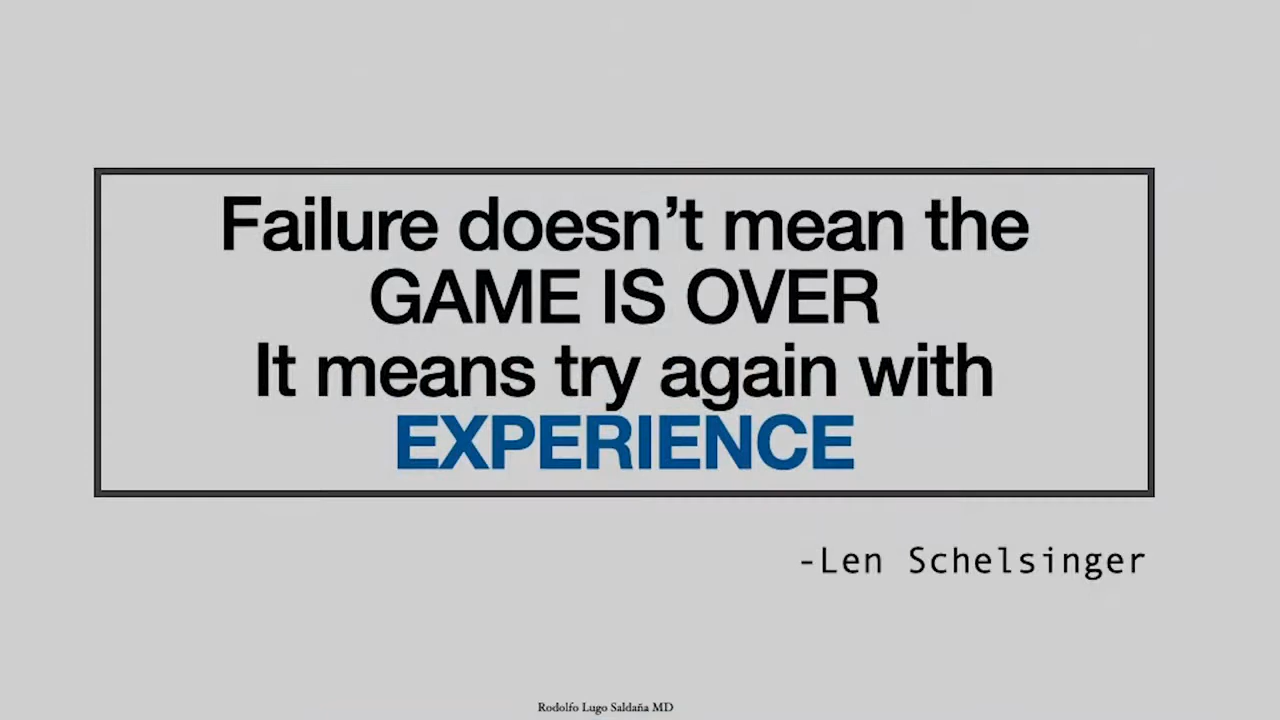 Failure doesn’t mean the
GAME IS OVER
It means try again with
EXPERIENCE
-Len Schelsinger
Rodolfo Lugo Saldaña MD